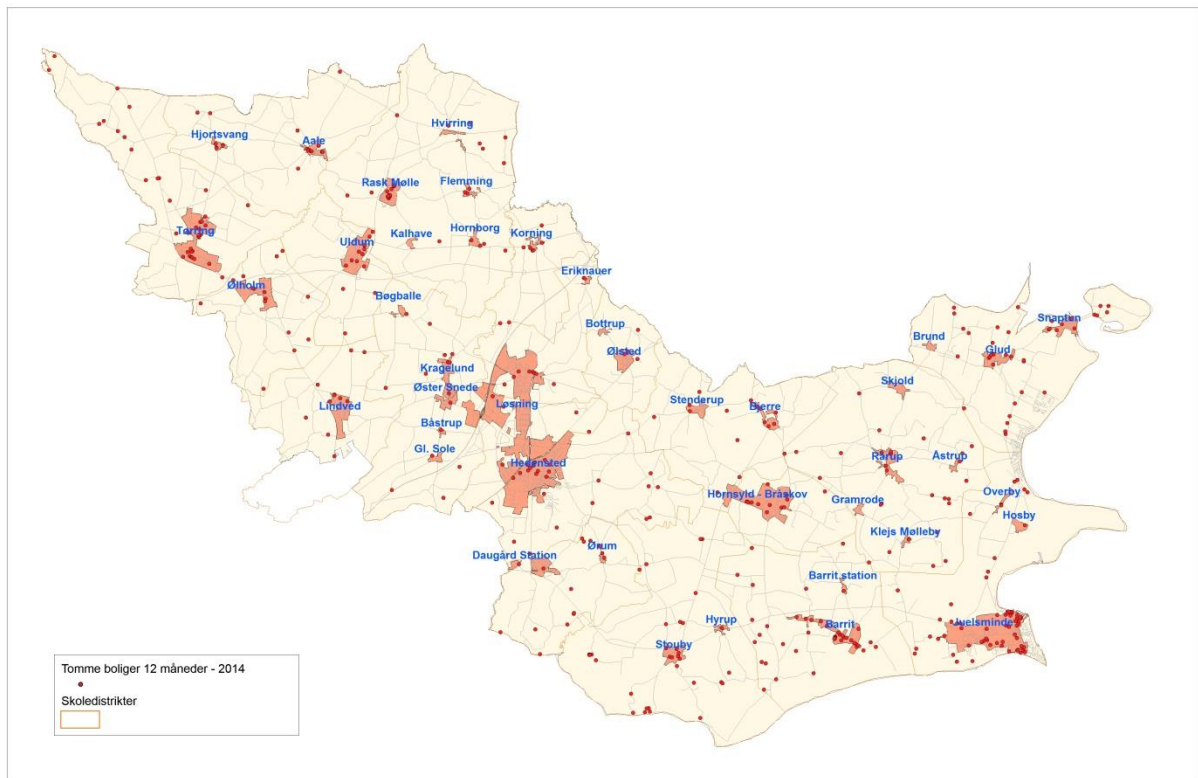 Hvirring
Hjortsvang
Aale
Rask Mølle
Flemming
Tørring
Uldum
Kalhave
Hornborg
Korning
Eriknauer
Ølholm
Bøgballe
Bottrup
Ølsted
Snaptun
Brund
Glud
Kragelund
Øster Snede
Skjold
Lindved
Løsning
Stenderup
Bjerre
Båstrup
Gl. Sole
Hedensted
Rårup
Åstrup
Hornsyld - Bråskov
Gramrode
Overby
Hosby
Klejs Mølleby
Daugård Station
Ørum
Barrit station
Hyrup
Barrit
Juelsminde
Stouby
Tomme boliger 12 måneder - 2014
Skoledistrikter